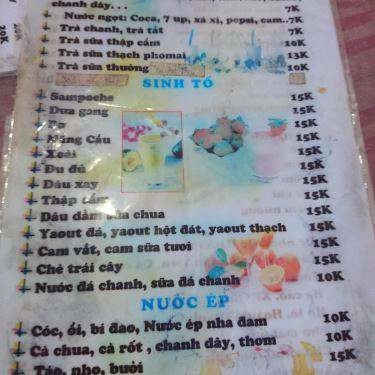 chanh dây... 7K
Nước ngọt: Coca, 7 up, xá xị, pepsi, cam..7K
Trà chanh, trà tắt 7K
Trà sữa thập cẩm 10K
Trà sữa thạch phomai 13K
Trà sữa thường 10K
SINH TỐ
Sampoche 15K
Dưa gang 15K
Bơ 15K
Mãng Cầu 15K
Xoài 15K
Đu đủ 15K
Dâu xay 15K
Thập cẩm 15K
Dâu dằm sữa chua 15K
Yaout đá, yaout hột đát, yaout thạch 15K
Cam vắt, cam sữa tươi 15K
Chè trái cây 15K
Nước đá chanh, sữa đá chanh 10K
NƯỚC ÉP
Cóc, ổi, bí đao, Nước ép nha đam 10K
Cà chua, cà rốt , chanh dây, thơm 10K
Táo, nho, bưởi 15K